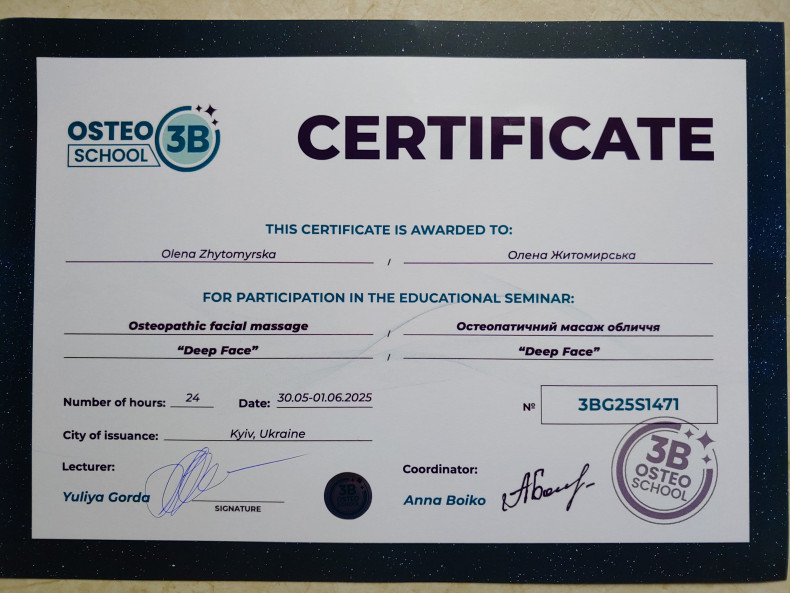 OSTEO 3B
SCHOOL
CERTIFICATE
THIS CERTIFICATE IS AWARDED TO:
Olena Zhytomyrska / Олена Житомирська
FOR PARTICIPATION IN THE EDUCATIONAL SEMINAR:
Osteopathic facial massage / Остеопатичний масаж обличчя
“Deep Face” / “Deep Face”
Number of hours: 24 Date: 30.05-01.06.2025
№ 3BG25S1471
City of issuance: Kyiv, Ukraine
Lecturer:
Yuliya Gorda
SIGNATURE
3B
Coordinator:
Anna Boiko
3B
OSTEO
SCHOOL